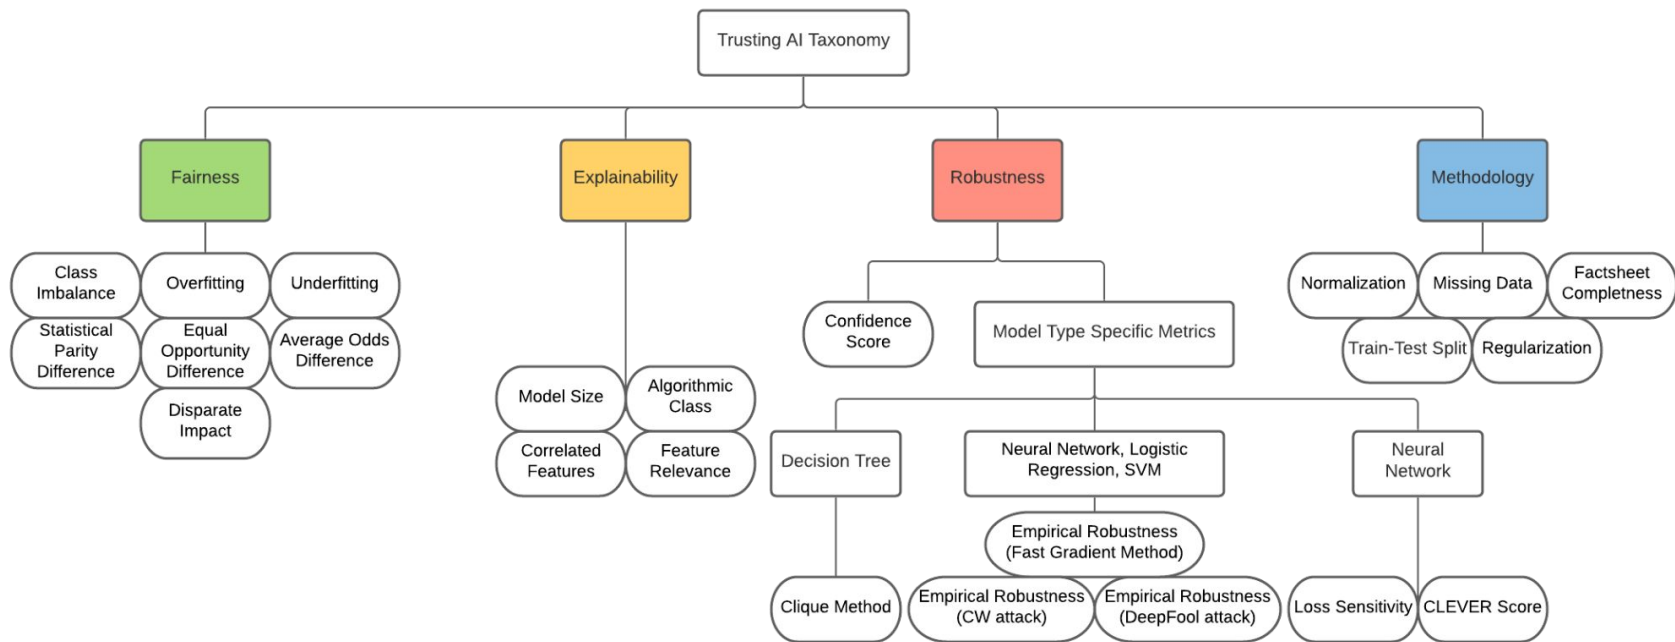 Trusting AI Taxonomy
Fairness
Explainability
Robustness
Methodology
Class
Imbalance
Overfitting
Underfitting
Statistical
Parity
Difference
Equal
Opportunity
Difference
Average Odds
Difference
Disparate
Impact
Model Size
Algorithmic
Class
Correlated
Features
Feature
Relevance
Confidence
Score
Model Type Specific Metrics
Decision Tree
Neural Network, Logistic
Regression, SVM
Neural
Network
Clique Method
Empirical Robustness
(Fast Gradient Method)
Empirical Robustness
(CW attack)
Empirical Robustness
(DeepFool attack)
Loss Sensitivity
CLEVER Score
Normalization
Missing Data
Factsheet
Completness
Train-Test Split
Regularization